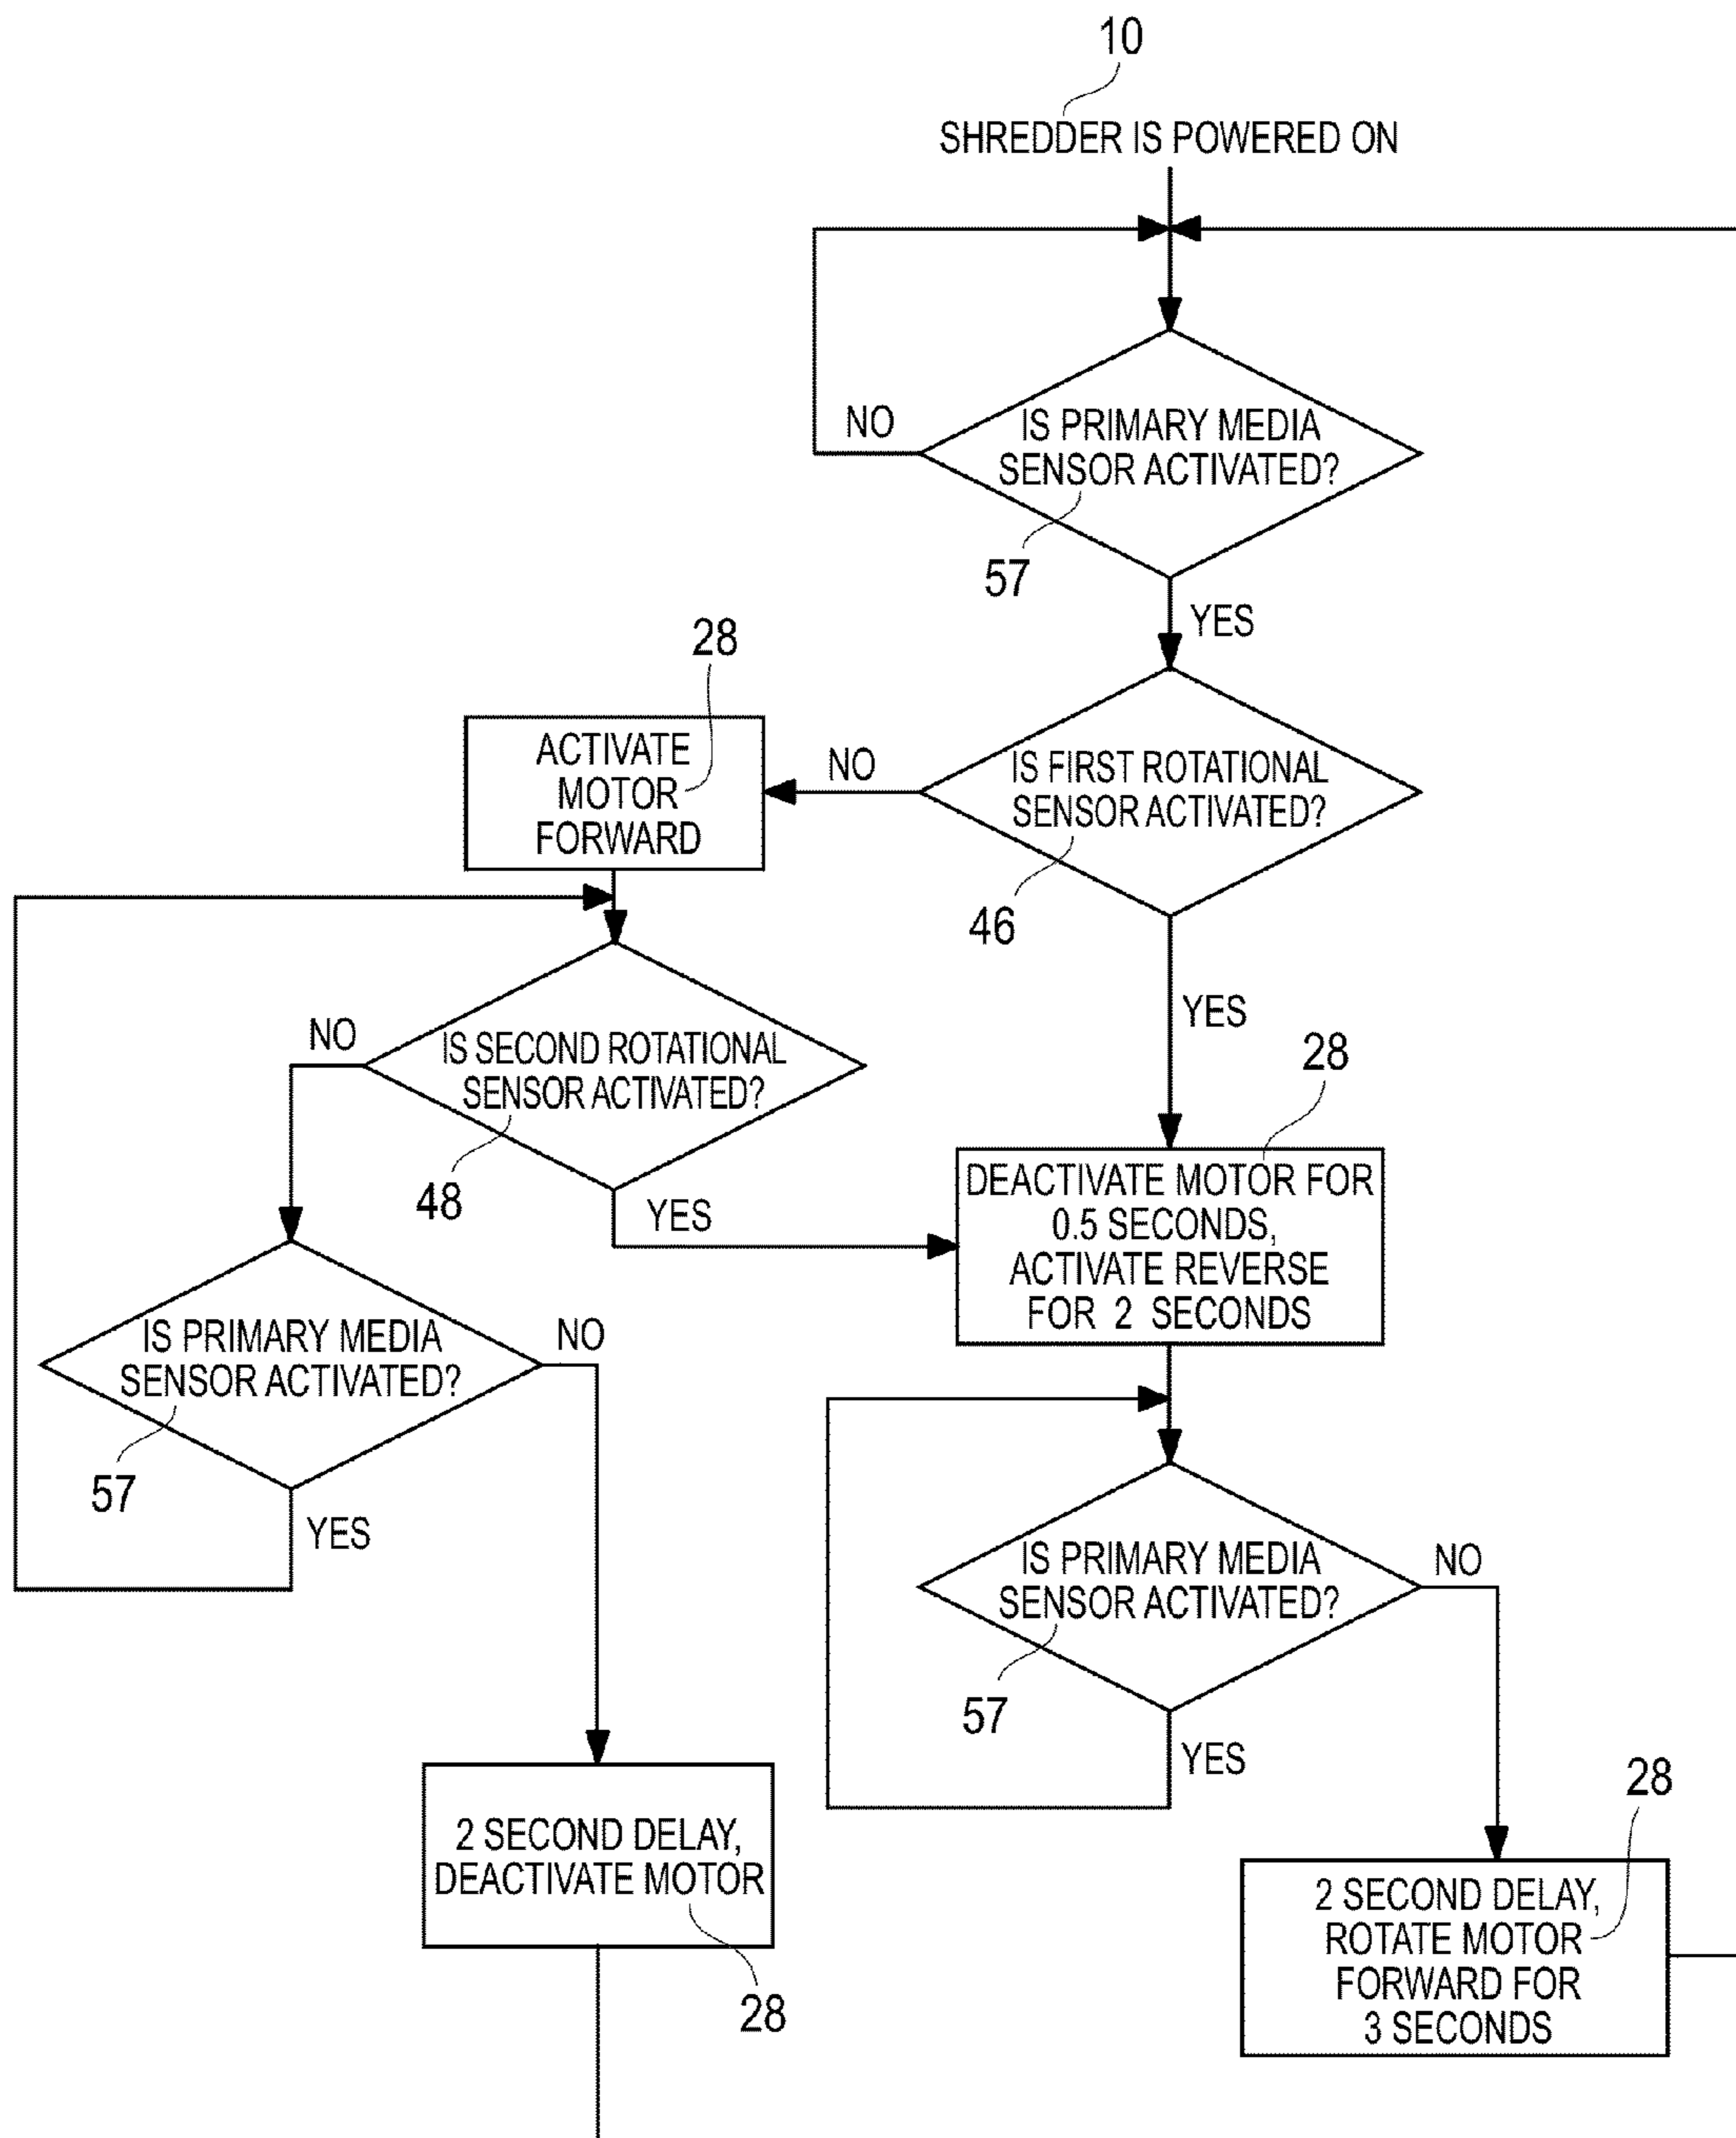 10
SHREDDER IS POWERED ON
NO
IS PRIMARY MEDIA
SENSOR ACTIVATED?
57
YES
28
ACTIVATE
MOTOR
FORWARD
NO
IS FIRST ROTATIONAL
SENSOR ACTIVATED?
46
YES
NO
IS SECOND ROTATIONAL
SENSOR ACTIVATED?
48
YES
28
DEACTIVATE MOTOR FOR
0.5 SECONDS,
ACTIVATE REVERSE
FOR 2 SECONDS
IS PRIMARY MEDIA
SENSOR ACTIVATED?
NO
57
YES
IS PRIMARY MEDIA
SENSOR ACTIVATED?
NO
57
YES
2 SECOND DELAY,
DEACTIVATE MOTOR
28
28
2 SECOND DELAY,
ROTATE MOTOR
FORWARD FOR
3 SECONDS